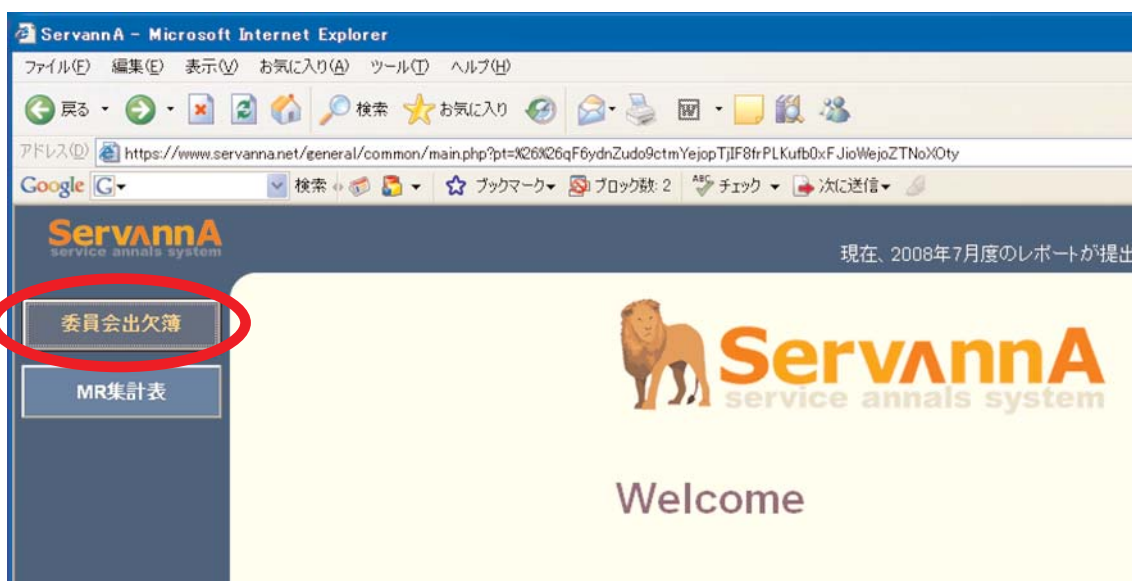 ServannA - Microsoft Internet Explorer
ファイル(F) 編集(E) 表示(V) お気に入り(A) ツール(T) ヘルプ(H)
戻る 検索 お気に入り
アドレス(D) https://www.servanna.net/general/common/main.php?pt=%26%26qF6ydnZudo9ctmYejopTjIF8frPLKufb0xFJioWejoZTNoXOty
Google G 検索 ブックマーク ブロック数: 2 ABC チェック 次に送信
ServannA
service annals system
現在、2008年7月度のレポートが提出
委員会出欠簿
MR集計表
ServannA
service annals system
Welcome